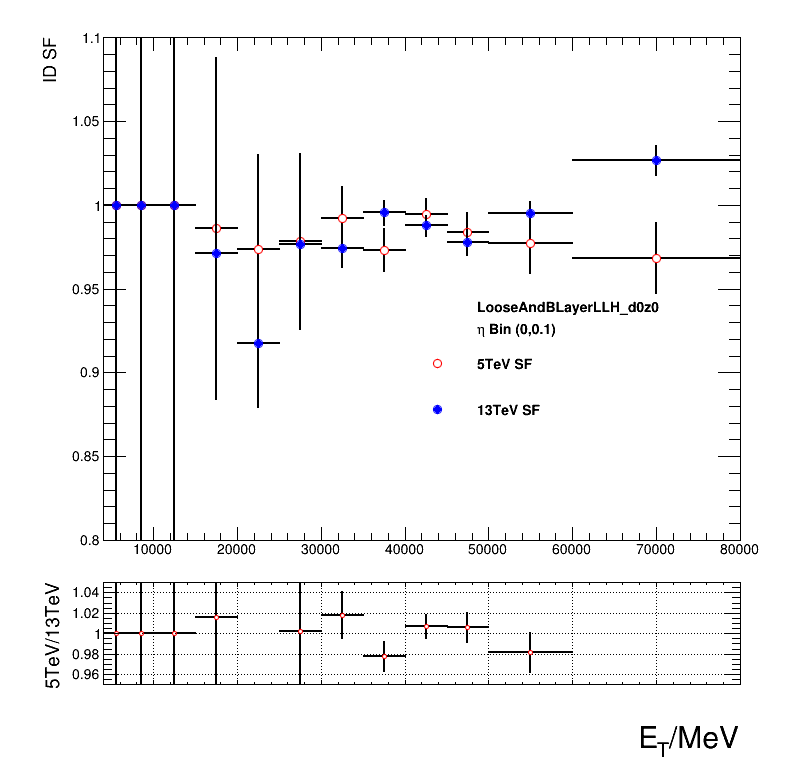 ID SF
1.1
1.05
1
0.95
0.9
0.85
0.8
LooseAndBLayerLLH_d0z0
η Bin (0,0.1)
5TeV SF
13TeV SF
10000 20000 30000 40000 50000 60000 70000 80000
5TeV/13TeV
1.04
1.02
1
0.98
0.96
E_T/MeV